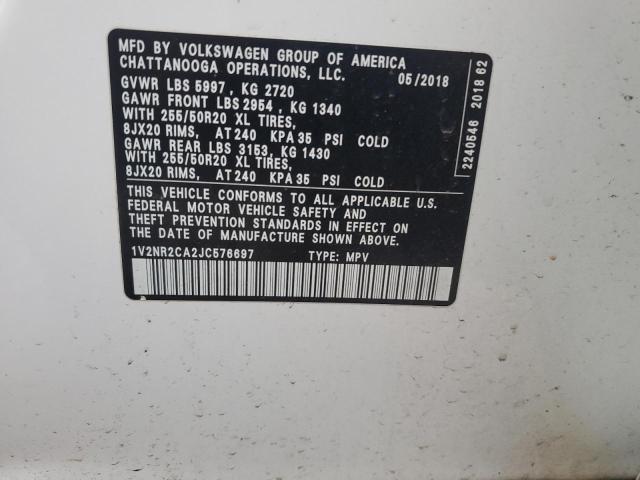 MFD BY VOLKSWAGEN GROUP OF AMERICA
CHATTANOOGA OPERATIONS, LLC. 05/2018
GVWR LBS 5997 , KG 2720
GAWR FRONT LBS 2954 , KG 1340
WITH 255/50R20 XL TIRES,
8JX20 RIMS, AT 240 KPA 35 PSI COLD
GAWR REAR LBS 3153, KG 1430
WITH 255/50R20 XL TIRES,
8JX20 RIMS, AT 240 KPA 35 PSI COLD
THIS VEHICLE CONFORMS TO ALL APPLICABLE U.S.
FEDERAL MOTOR VEHICLE SAFETY AND
THEFT PREVENTION STANDARDS IN EFFECT ON
THE DATE OF MANUFACTURE SHOWN ABOVE.
1V2NR2CA2JC576697 TYPE: MPV
2240546 2018 62